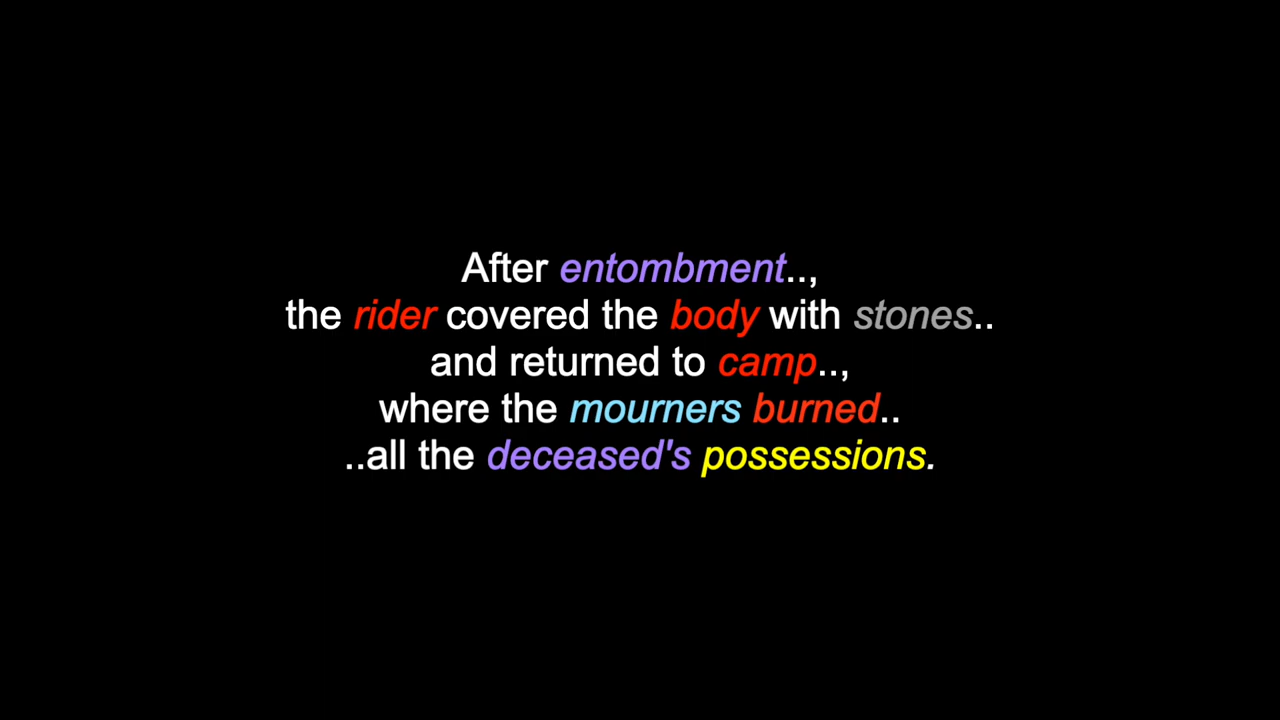 After entombment..,
the rider covered the body with stones..
and returned to camp..,
where the mourners burned..
..all the deceased's possessions.